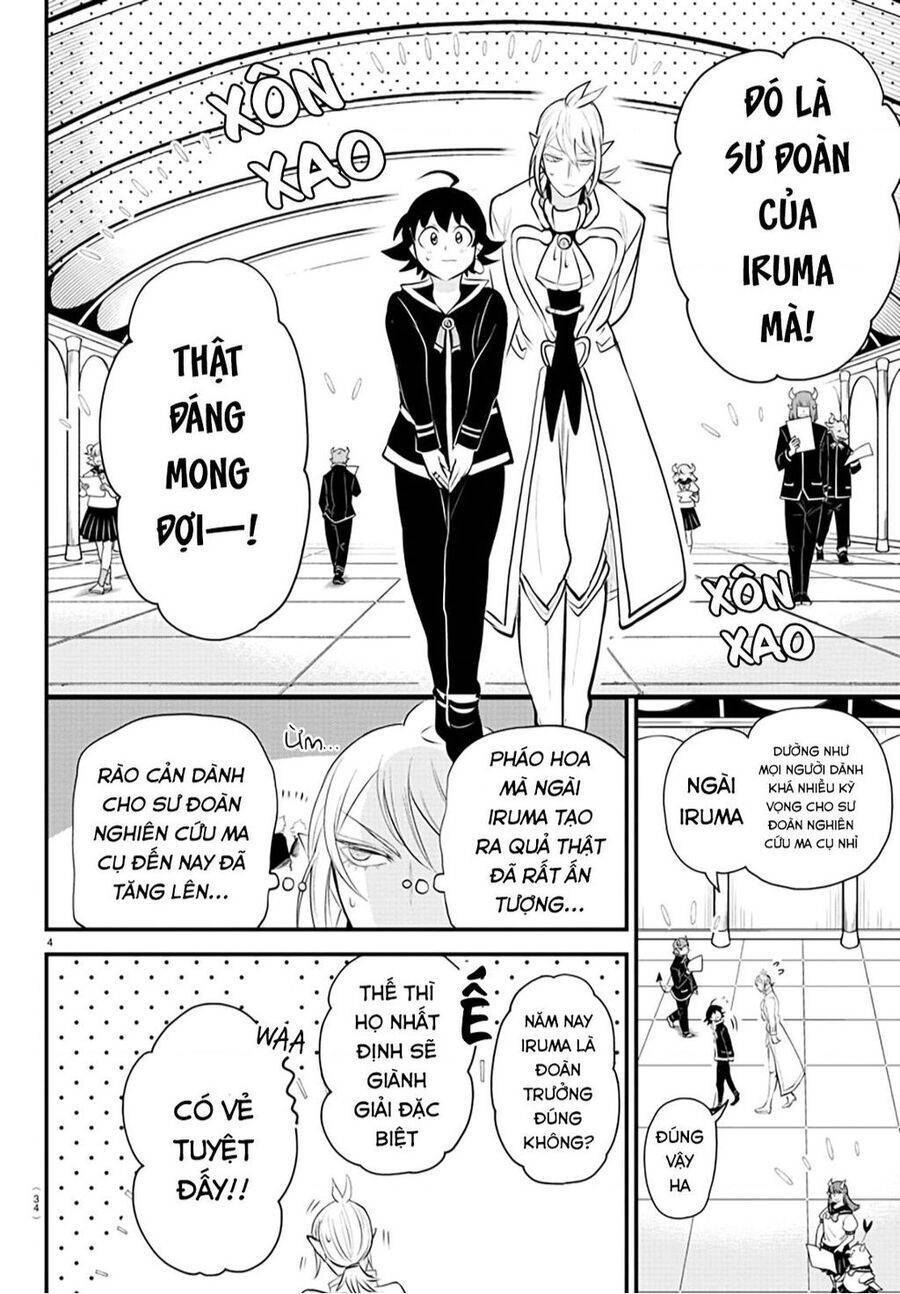 ĐÓ LÀ
SƯ ĐOÀN
CỦA
IRUMA
MÀ!
XÔN
XAO
THẬT
ĐÁNG
MONG
ĐỢI—!
XÔN
XAO
DƯỜNG NHƯ
MỌI NGƯỜI DÀNH
KHÁ NHIỀU KỲ
VỌNG CHO SƯ
ĐOÀN NGHIÊN
CỨU MA CỤ NHỈ
NGÀI
IRUMA
ĐÚNG
VẬY
HA
PHÁO HOA
MÀ NGÀI
IRUMA TẠO
RA QUẢ THẬT
ĐÃ RẤT ẤN
TƯỢNG...
ỪM...
RÀO CẢN DÀNH
CHO SƯ ĐOÀN
NGHIÊN CỨU MA
CỤ ĐẾN NAY ĐÃ
TĂNG LÊN...
4
NĂM NAY
IRUMA LÀ
ĐOÀN
TRƯỞNG
ĐÚNG
KHÔNG?
Ế
THẾ THÌ
HỌ NHẤT
ĐỊNH SẼ
GIÀNH
GIẢI ĐẶC
BIỆT
WAA
CÓ VẺ
TUYỆT
ĐẤY!!
(34)